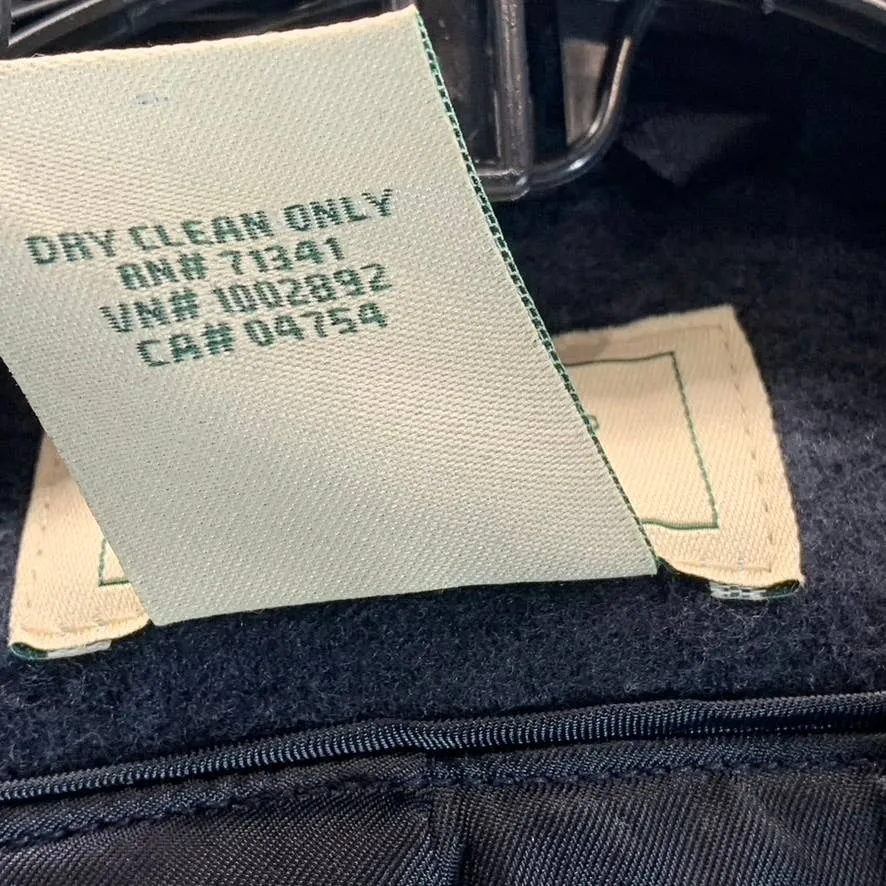 DRY CLEAN ONLY
RN# 71341
VN# 1002892
CA# 04754